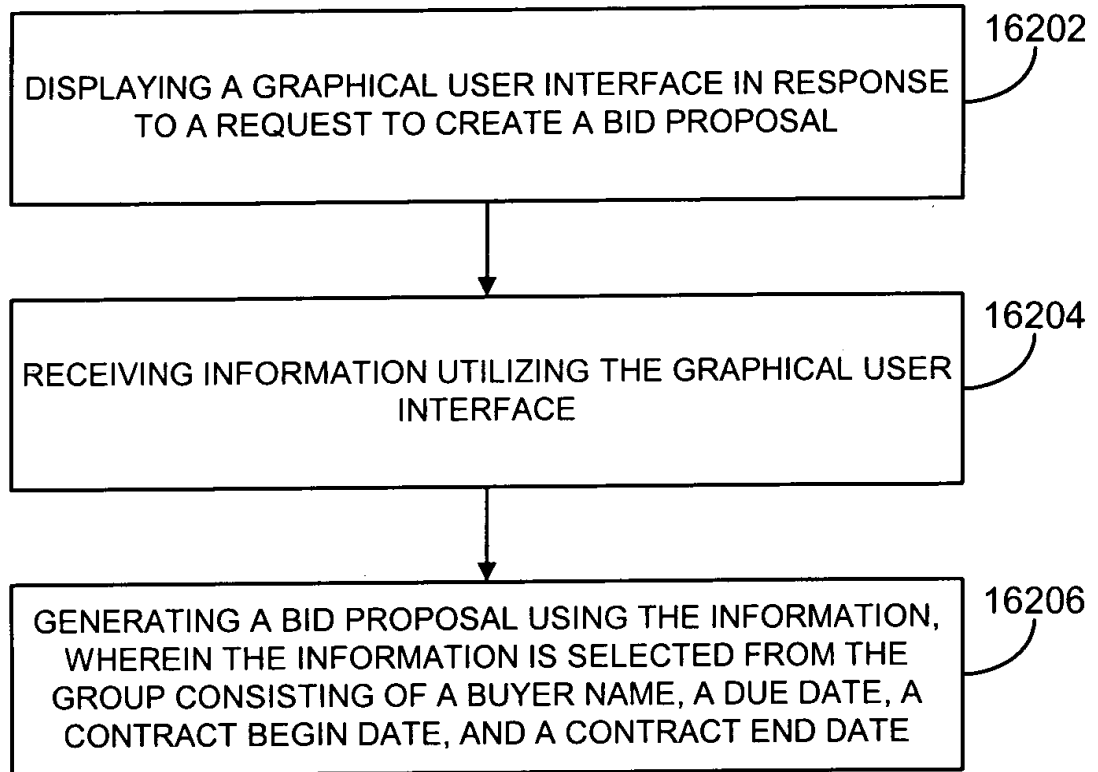 16202
DISPLAYING A GRAPHICAL USER INTERFACE IN RESPONSE
TO A REQUEST TO CREATE A BID PROPOSAL
16204
RECEIVING INFORMATION UTILIZING THE GRAPHICAL USER
INTERFACE
16206
GENERATING A BID PROPOSAL USING THE INFORMATION,
WHEREIN THE INFORMATION IS SELECTED FROM THE
GROUP CONSISTING OF A BUYER NAME, A DUE DATE, A
CONTRACT BEGIN DATE, AND A CONTRACT END DATE